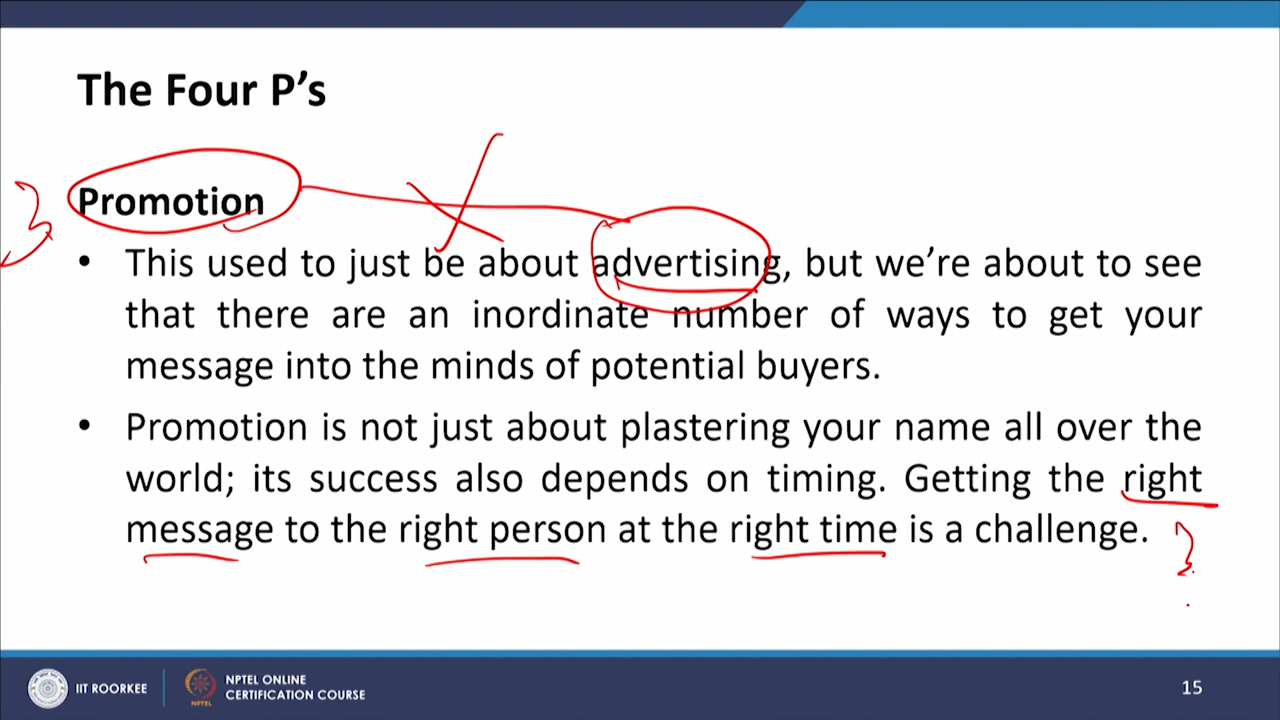 The Four P's
Promotion
• This used to just be about advertising, but we're about to see
that there are an inordinate number of ways to get your
message into the minds of potential buyers.
• Promotion is not just about plastering your name all over the
world; its success also depends on timing. Getting the right
message to the right person at the right time is a challenge.
IIT ROORKEE
NPTEL ONLINE
CERTIFICATION COURSE
15